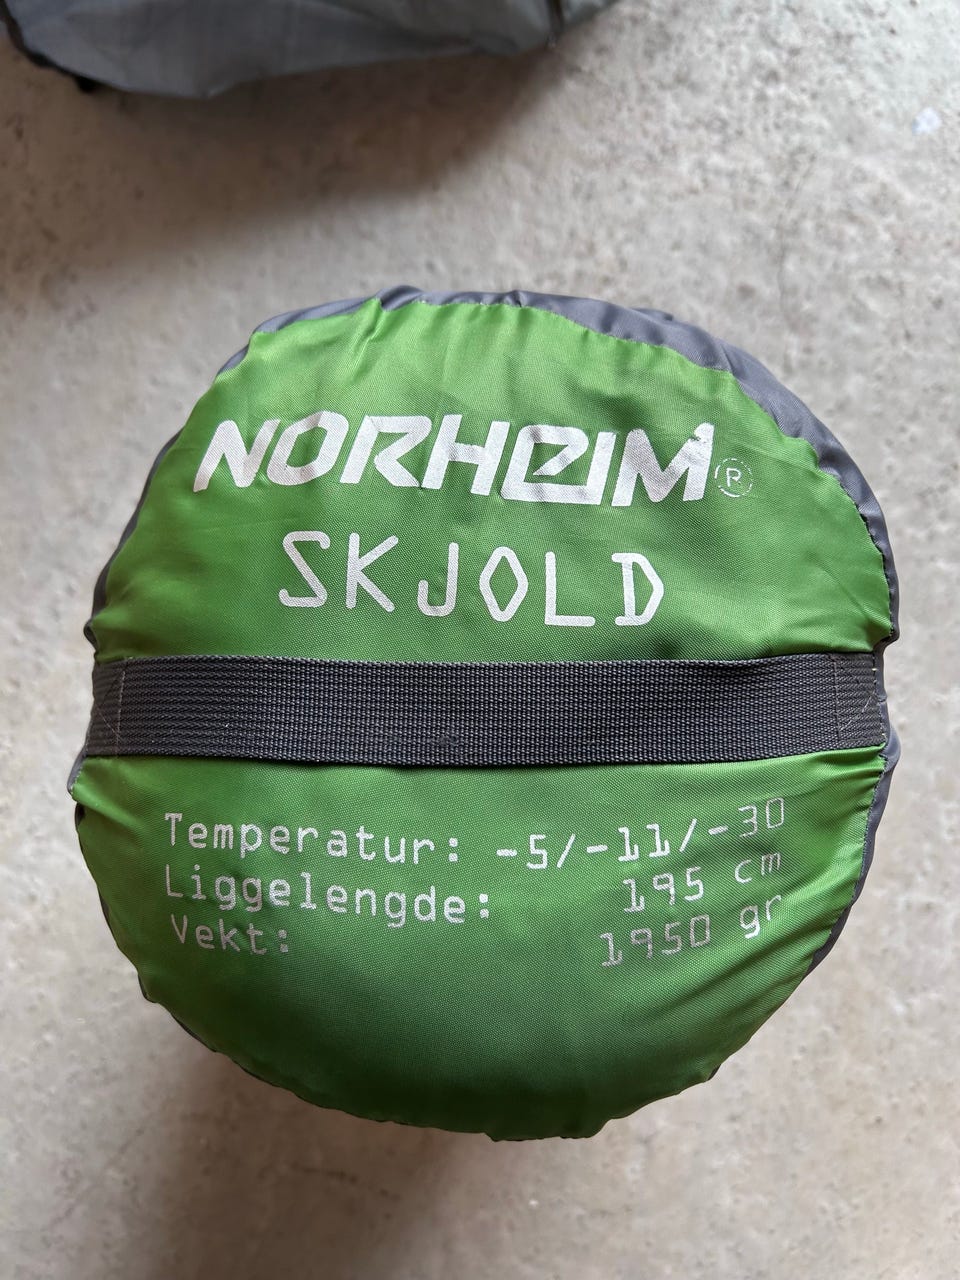 NORHEIM®
SKJOLD
Temperatur: -5/-11/-30
Liggelengde: 195 cm
Vekt: 1950 gr